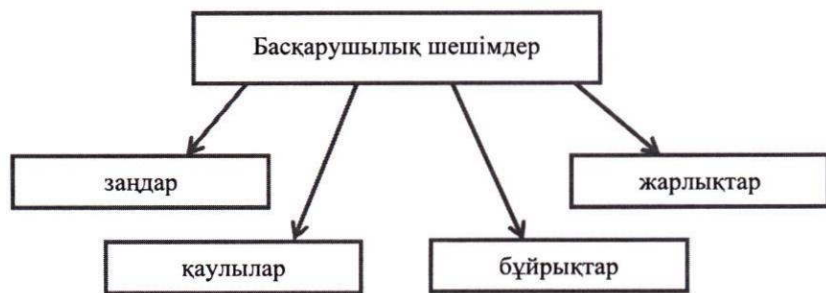 Басқарушылық шешімдер
заңдар
жарлықтар
қаулылар
бұйрықтар